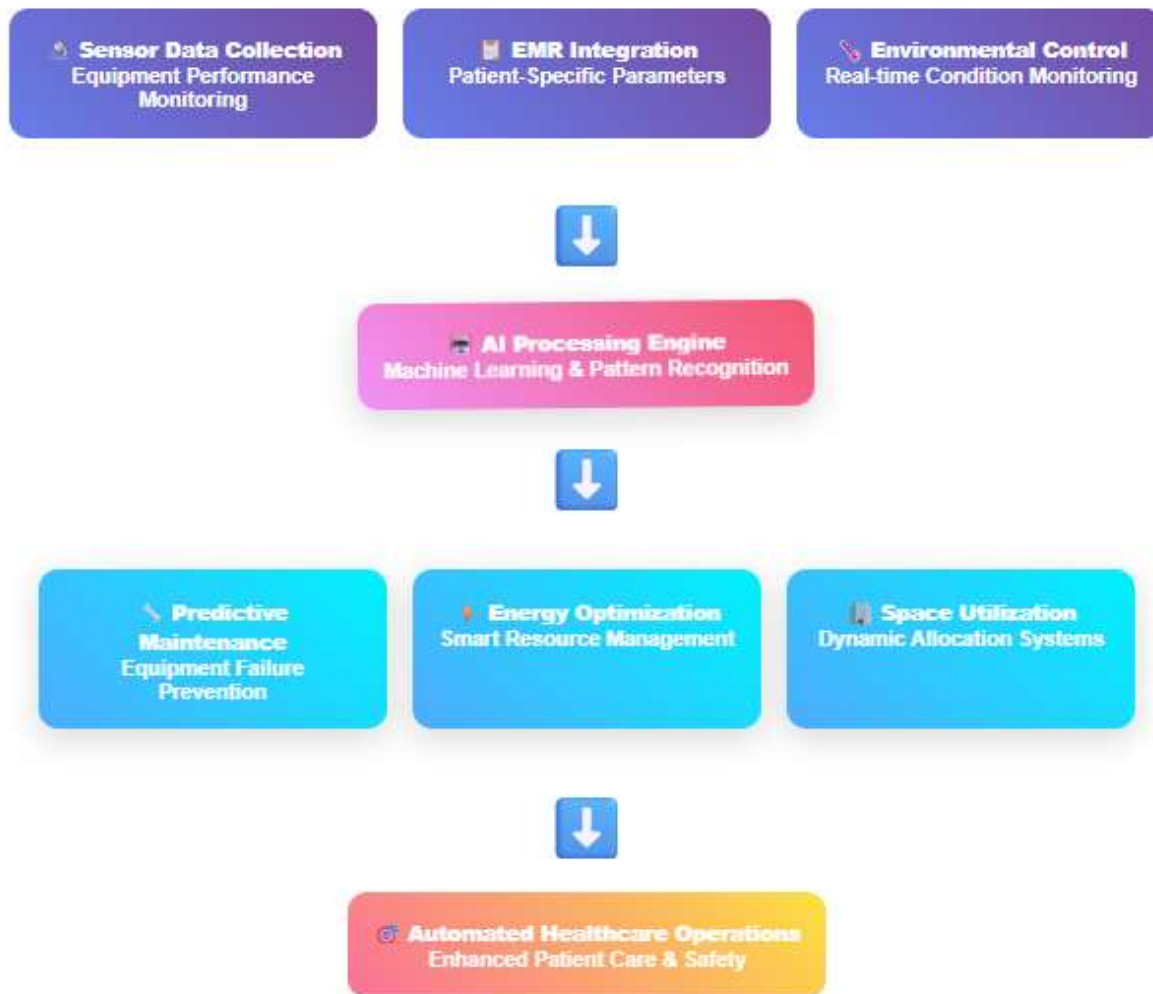 Sensor Data Collection
Equipment Performance
Monitoring
EMR Integration
Patient-Specific Parameters
Environmental Control
Real-time Condition Monitoring
AI Processing Engine
Machine Learning & Pattern Recognition
Predictive
Maintenance
Equipment Failure
Prevention
Energy Optimization
Smart Resource Management
Space Utilization
Dynamic Allocation Systems
Automated Healthcare Operations
Enhanced Patient Care & Safety